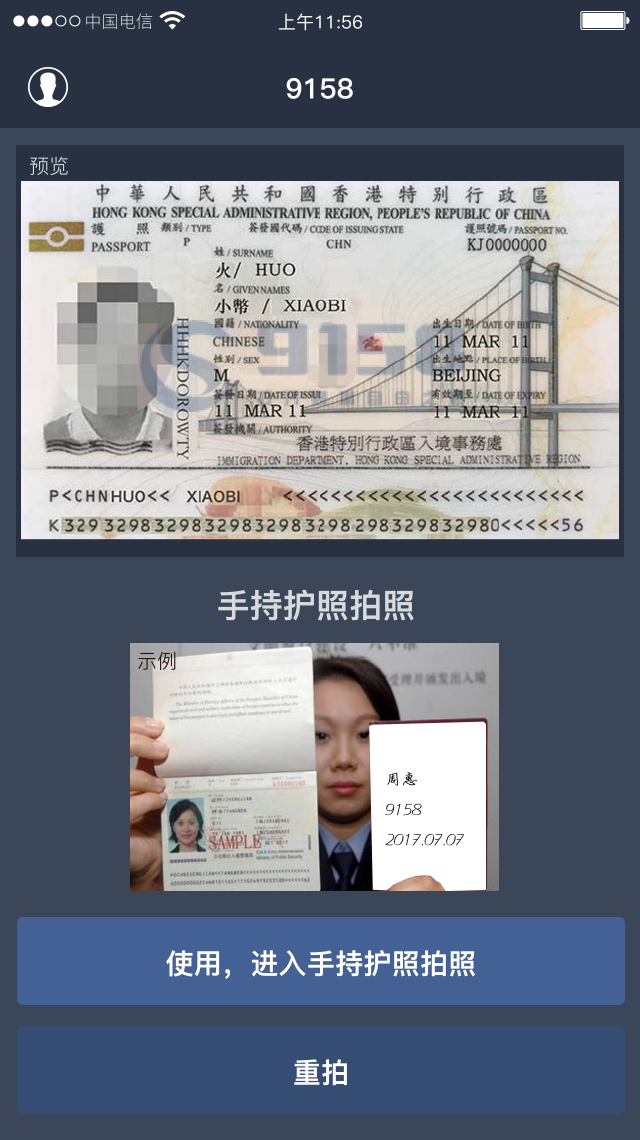 中国电信 上午11:56
9158
预览
中華人民共和國香港特別行政區
HONG KONG SPECIAL ADMINISTRATIVE REGION, PEOPLE'S REPUBLIC OF CHINA
護照 類別 / TYPE 簽發國代碼 / CODE OF ISSUING STATE 護照號碼 / PASSPORT NO.
PASSPORT P CHN KJ0000000
姓 / SURNAME
火/ HUO
名 / GIVEN NAMES
小幣 / XIAOBI
國籍 / NATIONALITY 出生日期 / DATE OF BIRTH
CHINESE 11 MAR 11
性別 / SEX 出生地點 / PLACE OF BIRTH
M BEIJING
簽發日期 / DATE OF ISSUE 有效期至 / DATE OF EXPIRY
11 MAR 11 11 MAR 11
簽發機關 / AUTHORITY
香港特別行政區入境事務處
IMMIGRATION DEPARTMENT, HONG KONG SPECIAL ADMINISTRATIVE REGION
HHHKDOROWTY
9158
手持护照拍照
示例
SAMPLE
周惠
9158
2017.07.07
使用，进入手持护照拍照
重拍